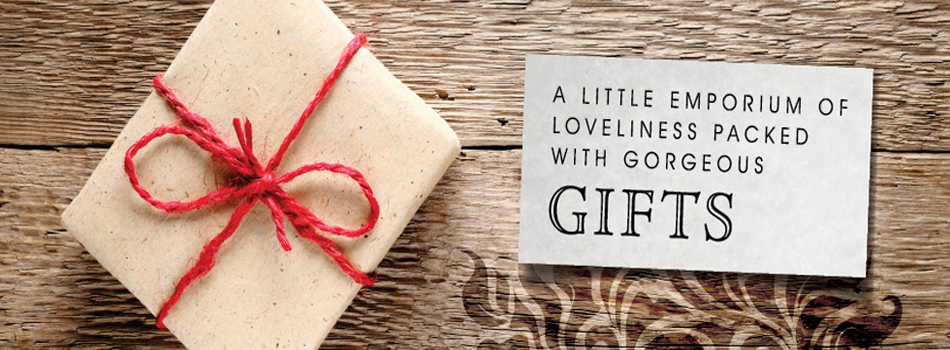 A LITTLE EMPORIUM OF
LOVELINESS PACKED
WITH GORGEOUS
GIFTS